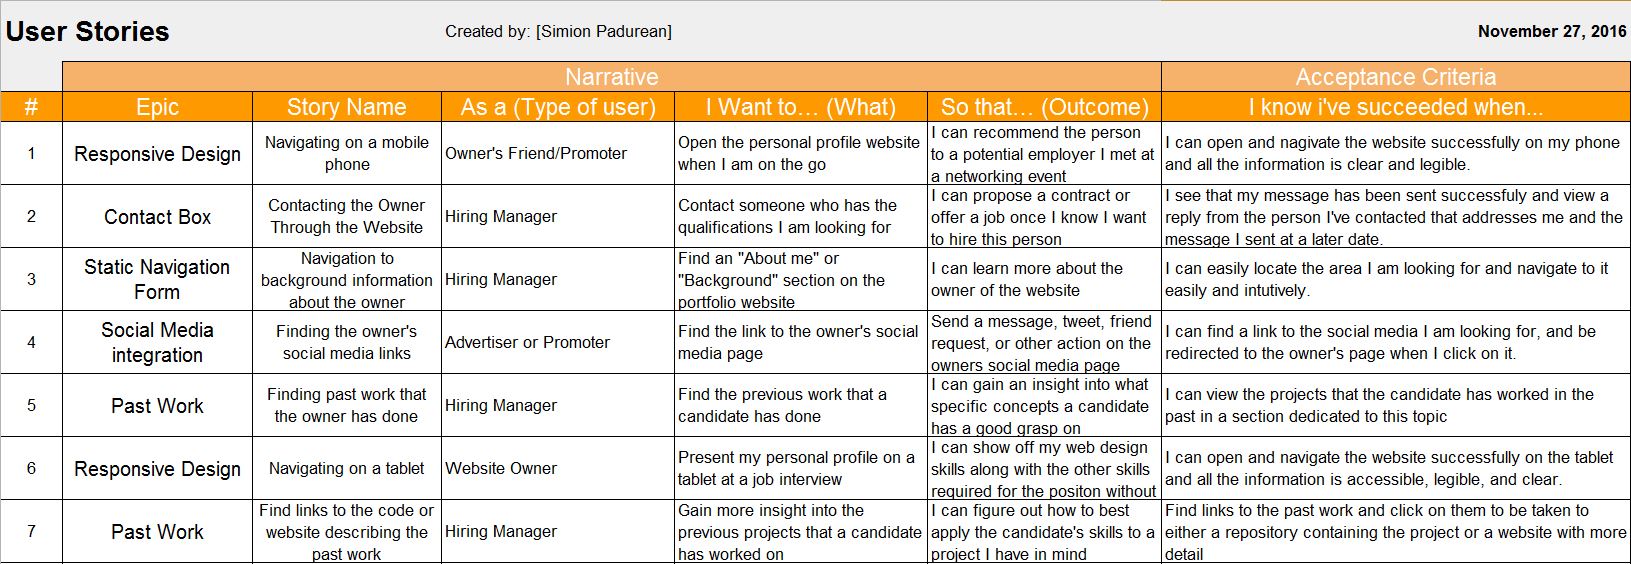 User Stories
Created by: [Simion Padurean]
November 27, 2016
Narrative
Acceptance Criteria
#
Epic
Story Name
As a (Type of user)
I Want to… (What)
So that… (Outcome)
I know i've succeeded when...
1
Responsive Design
Navigating on a mobile
phone
Owner's Friend/Promoter
Open the personal profile website
when I am on the go
I can recommend the person
to a potential employer I met at
a networking event
I can open and nagivate the website successfully on my phone
and all the information is clear and legible.
2
Contact Box
Contacting the Owner
Through the Website
Hiring Manager
Contact someone who has the
qualifications I am looking for
I can propose a contract or
offer a job once I know I want
to hire this person
I see that my message has been sent successfuly and view a
reply from the person I've contacted that addresses me and the
message I sent at a later date.
3
Static Navigation
Form
Navigation to
background information
about the owner
Hiring Manager
Find an "About me" or
"Background" section on the
portfolio website
I can learn more about the
owner of the website
I can easily locate the area I am looking for and navigate to it
easily and intutively.
4
Social Media
integration
Finding the owner's
social media links
Advertiser or Promoter
Find the link to the owner's social
media page
Send a message, tweet, friend
request, or other action on the
owners social media page
I can find a link to the social media I am looking for, and be
redirected to the owner's page when I click on it.
5
Past Work
Finding past work that
the owner has done
Hiring Manager
Find the previous work that a
candidate has done
I can gain an insight into what
specific concepts a candidate
has a good grasp on
I can view the projects that the candidate has worked in the
past in a section dedicated to this topic
6
Responsive Design
Navigating on a tablet
Website Owner
Present my personal profile on a
tablet at a job interview
I can show off my web design
skills along with the other skills
required for the positon without
I can open and navigate the website successfully on the tablet
and all the information is accessible, legible, and clear.
7
Past Work
Find links to the code or
website describing the
past work
Hiring Manager
Gain more insight into the
previous projects that a candidate
has worked on
I can figure out how to best
apply the candidate's skills to a
project I have in mind
Find links to the past work and click on them to be taken to
either a repository containing the project or a website with more
detail